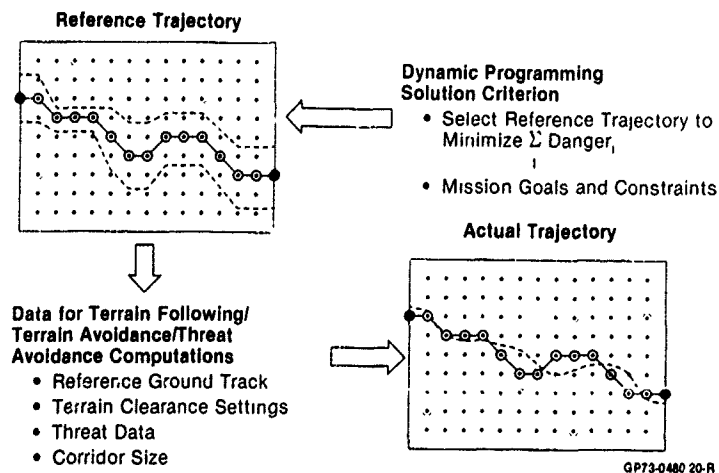 Reference Trajectory
Dynamic Programming
Solution Criterion
• Select Reference Trajectory to
Minimize Σ Dangerᵢ
i
• Mission Goals and Constraints
Actual Trajectory
Data for Terrain Following/
Terrain Avoidance/Threat
Avoidance Computations
• Reference Ground Track
• Terrain Clearance Settings
• Threat Data
• Corridor Size
GP73-0480 20-R